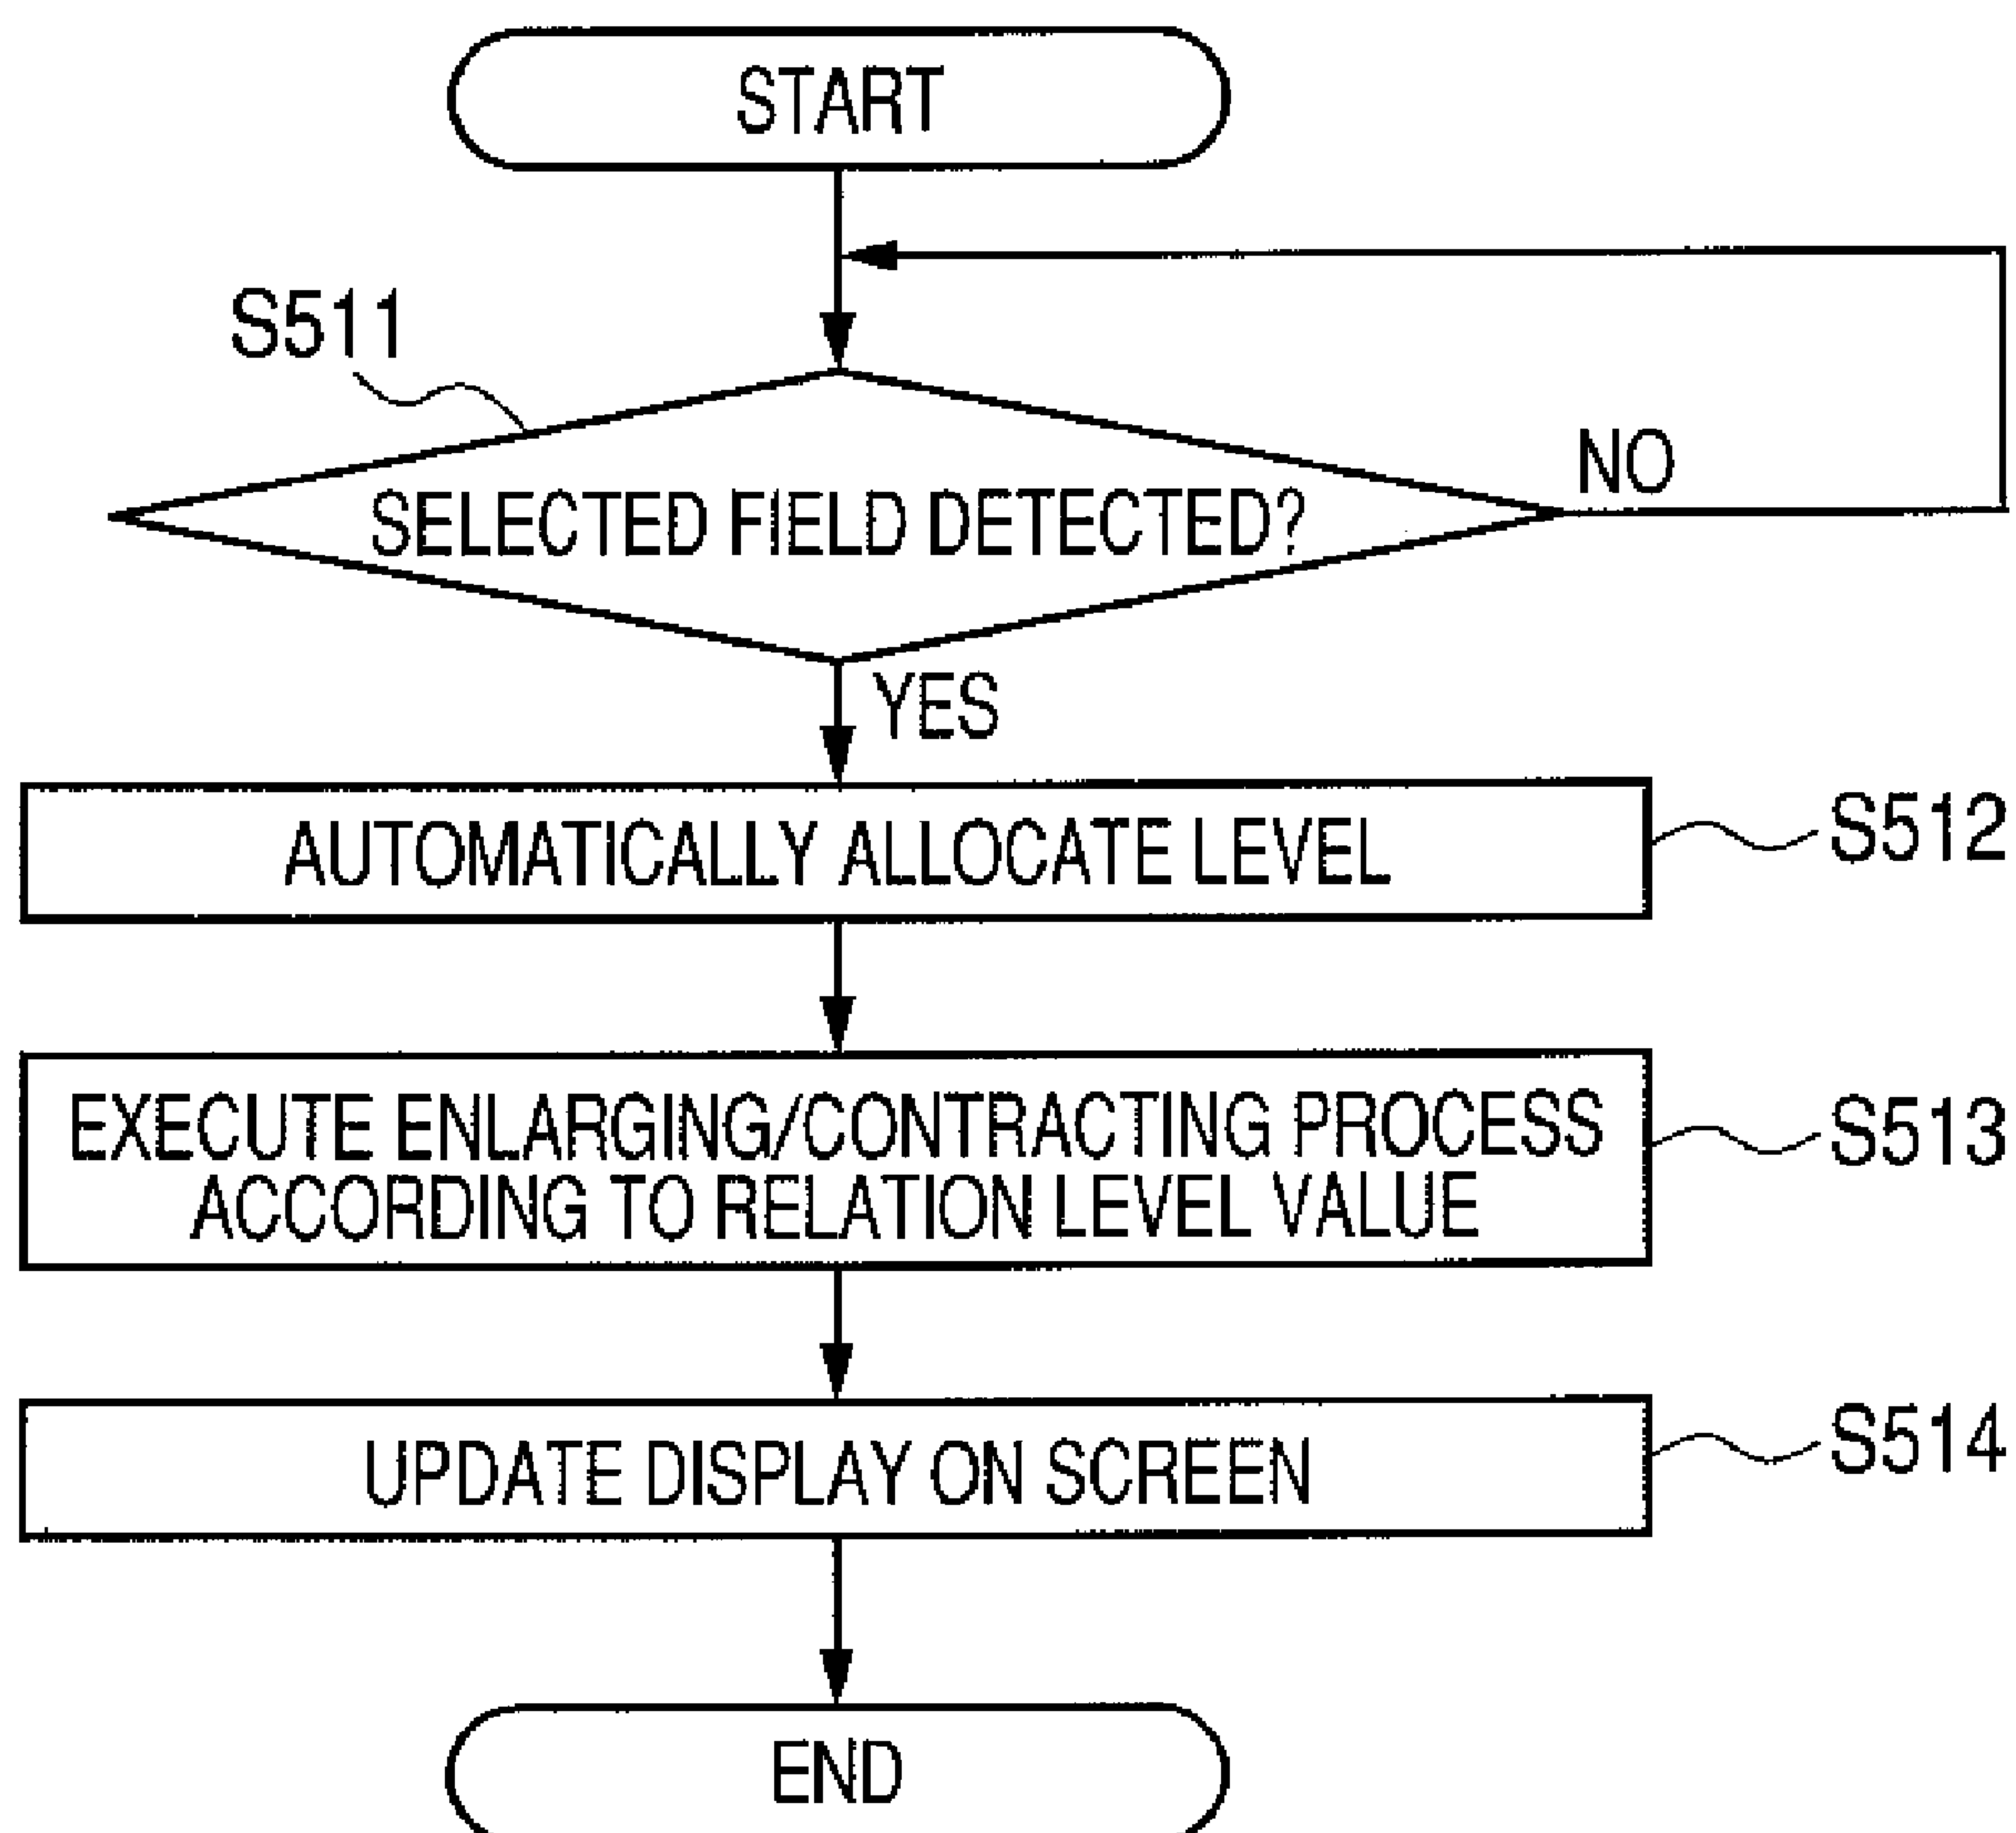 START
S511
SELECTED FIELD DETECTED?
NO
YES
AUTOMATICALLY ALLOCATE LEVEL
S512
EXECUTE ENLARGING/CONTRACTING PROCESS
ACCORDING TO RELATION LEVEL VALUE
S513
UPDATE DISPLAY ON SCREEN
S514
END